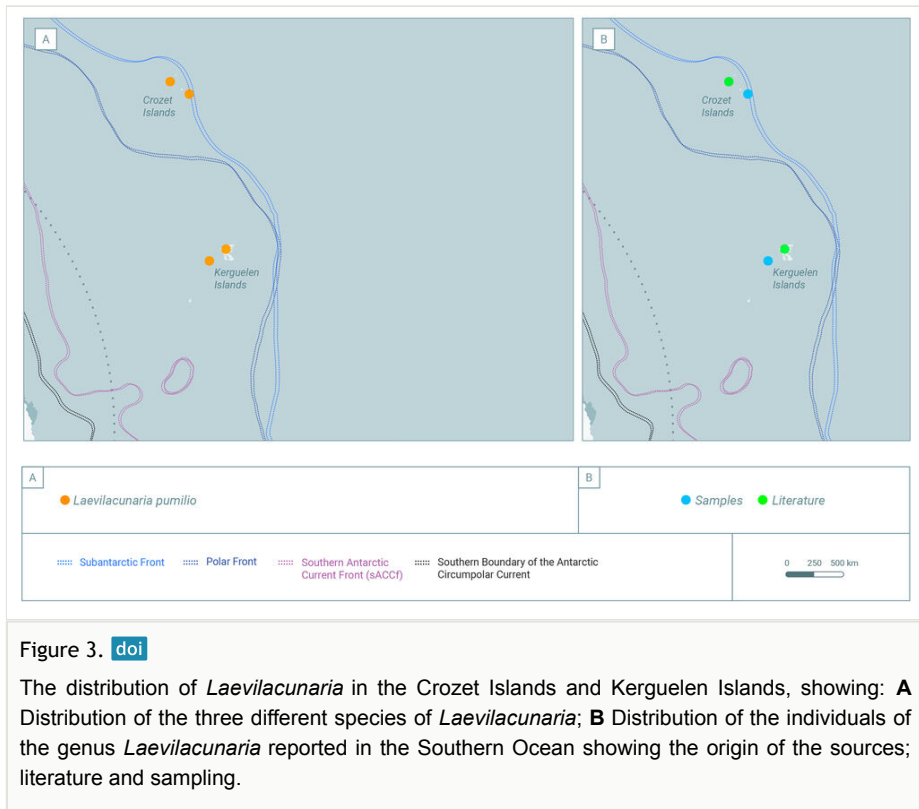 A
Crozet
Islands
Kerguelen
Islands
B
Crozet
Islands
Kerguelen
Islands
A
Laevilacunaria pumilio
B
Samples Literature
Subantarctic Front
Polar Front
Southern Antarctic
Current Front (sACCf)
Southern Boundary of the Antarctic
Circumpolar Current
0 250 500 km
Figure 3. doi
The distribution of Laevilacunaria in the Crozet Islands and Kerguelen Islands, showing: A
Distribution of the three different species of Laevilacunaria; B Distribution of the individuals of
the genus Laevilacunaria reported in the Southern Ocean showing the origin of the sources;
literature and sampling.